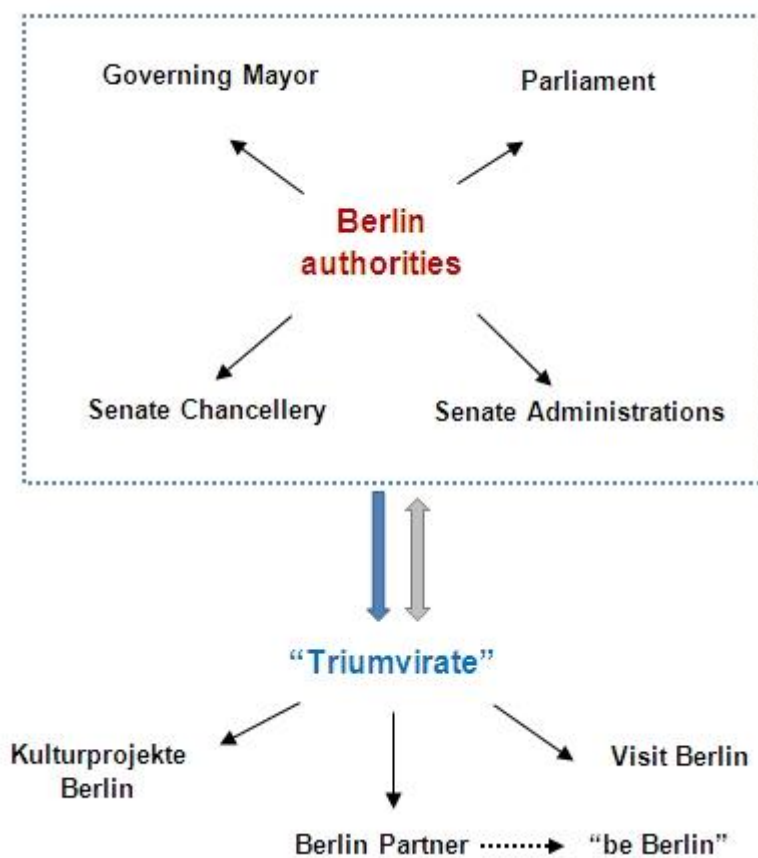 Governing Mayor
Parliament
Berlin
authorities
Senate Chancellery
Senate Administrations
“Triumvirate”
Kulturprojekte
Berlin
Visit Berlin
Berlin Partner
“be Berlin”